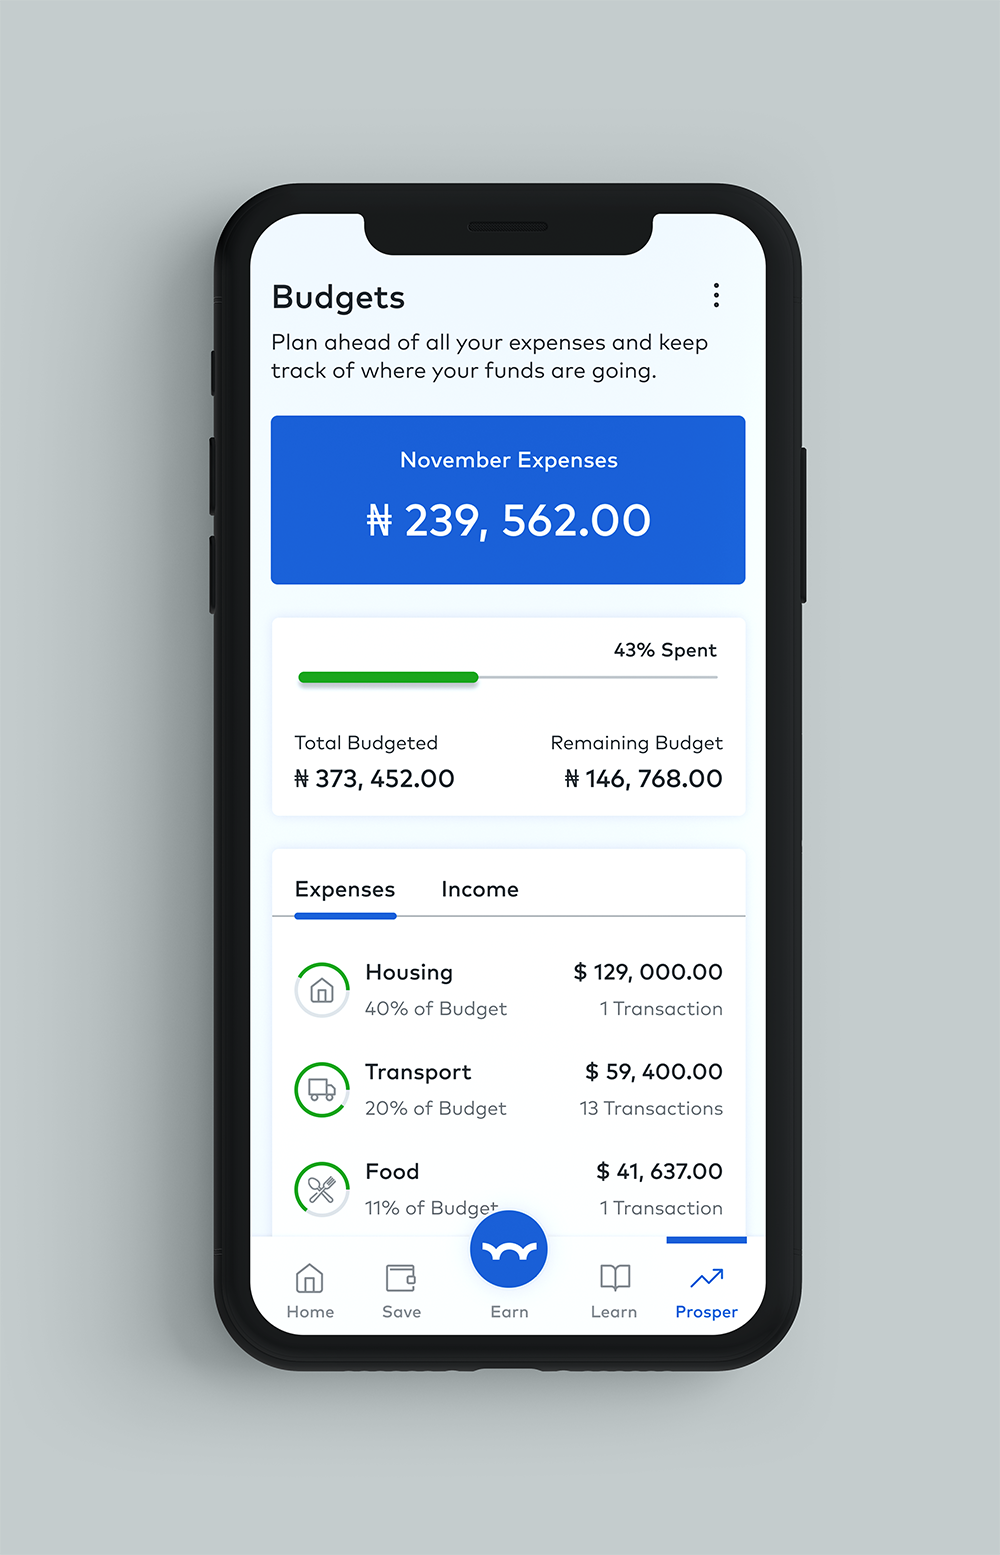 Budgets
Plan ahead of all your expenses and keep
track of where your funds are going.
November Expenses
₦ 239, 562.00
43% Spent
Total Budgeted
Remaining Budget
₦ 373, 452.00
₦ 146, 768.00
Expenses
Income
Housing
$ 129, 000.00
40% of Budget
1 Transaction
Transport
$ 59, 400.00
20% of Budget
13 Transactions
Food
$ 41, 637.00
11% of Budget
1 Transaction
Home
Save
Earn
Learn
Prosper